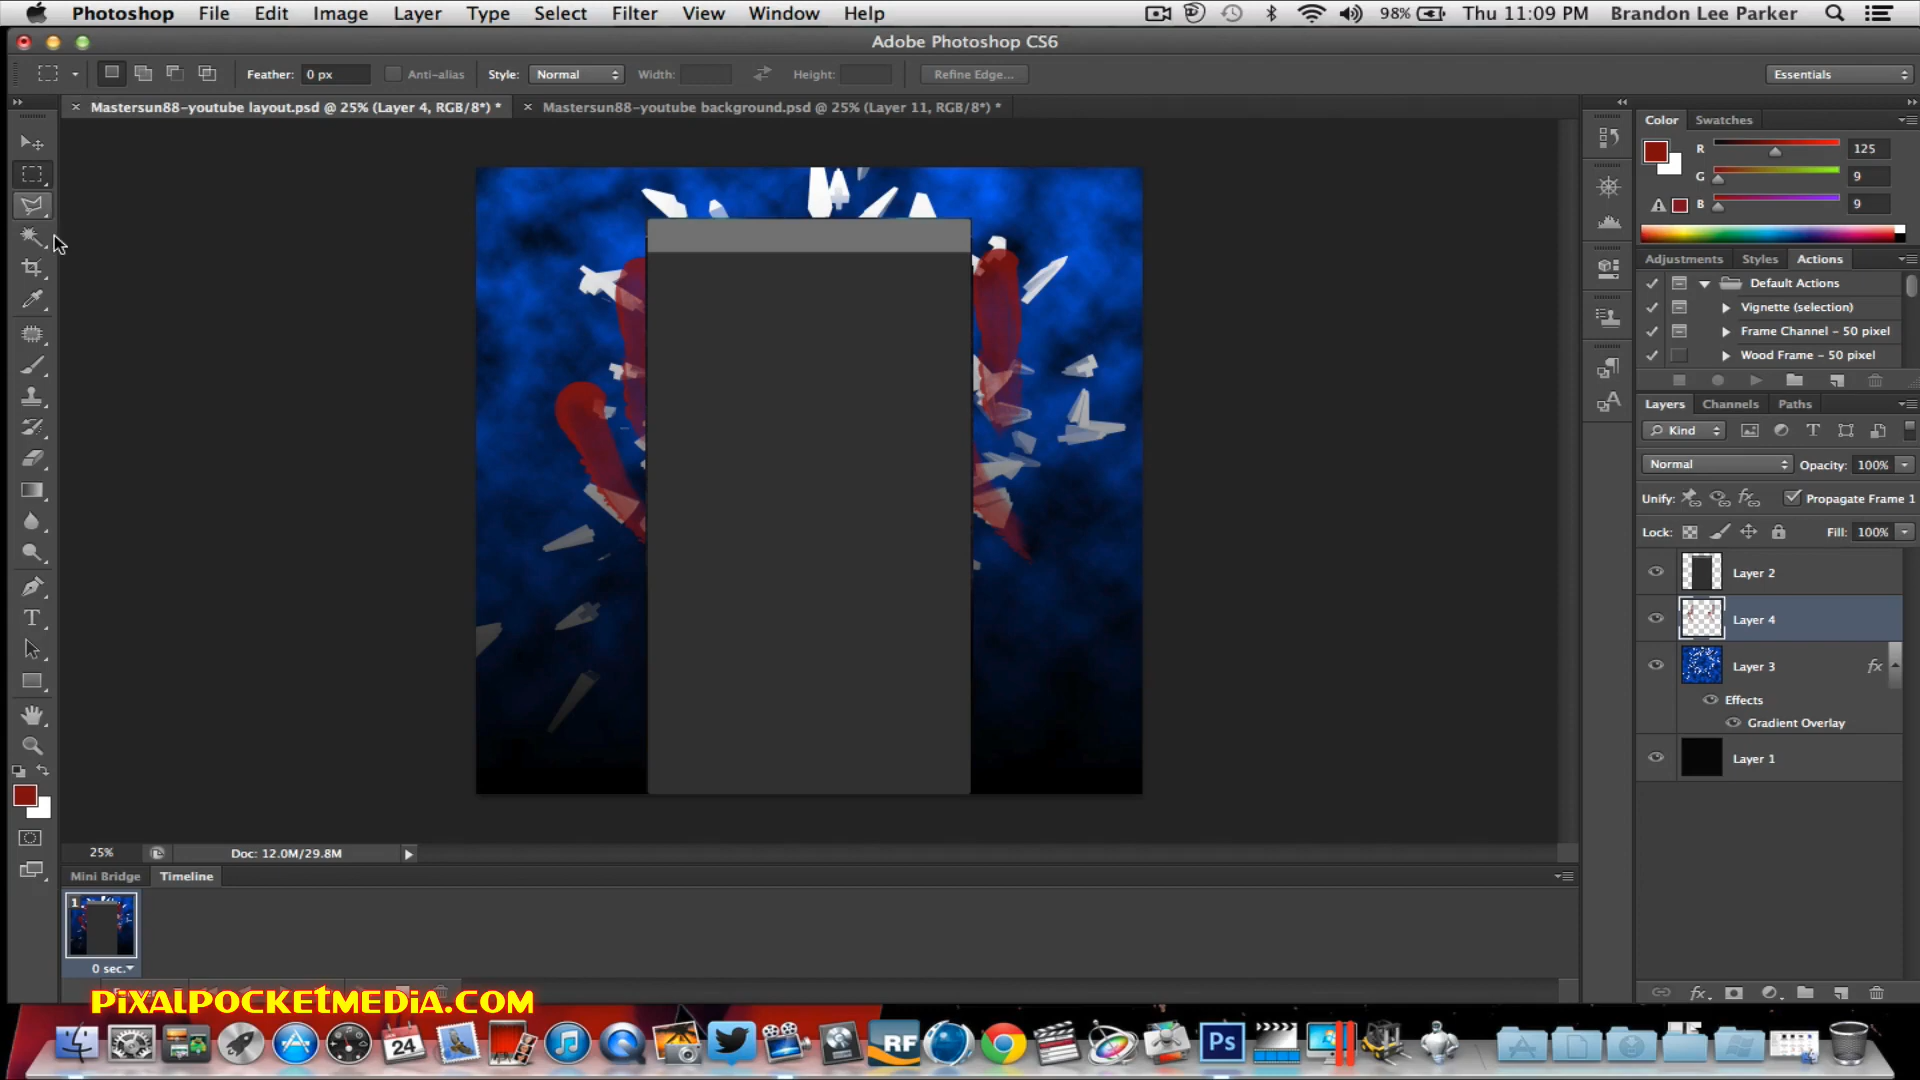 Photoshop File Edit Image Layer Type Select Filter View Window Help 98% Thu 11:09 PM Brandon Lee Parker
Adobe Photoshop CS6
Feather: 0 px Anti-alias Style: Normal Width: Height: Refine Edge... Essentials
Mastersun88-youtube layout.psd @ 25% (Layer 4, RGB/8*) * Mastersun88-youtube background.psd @ 25% (Layer 11, RGB/8*) *
Color Swatches
R 125
G 9
B 9
Adjustments Styles Actions
Default Actions
Vignette (selection)
Frame Channel - 50 pixel
Wood Frame - 50 pixel
Layers Channels Paths
Kind
Normal Opacity: 100%
Unify: Propagate Frame 1
Lock: Fill: 100%
Layer 2
Layer 4
Layer 3 fx
Effects
Gradient Overlay
Layer 1
25% Doc: 12.0M/29.8M
Mini Bridge Timeline
1
0 sec.
PixalPocketMedia.com
24
RF
Ps